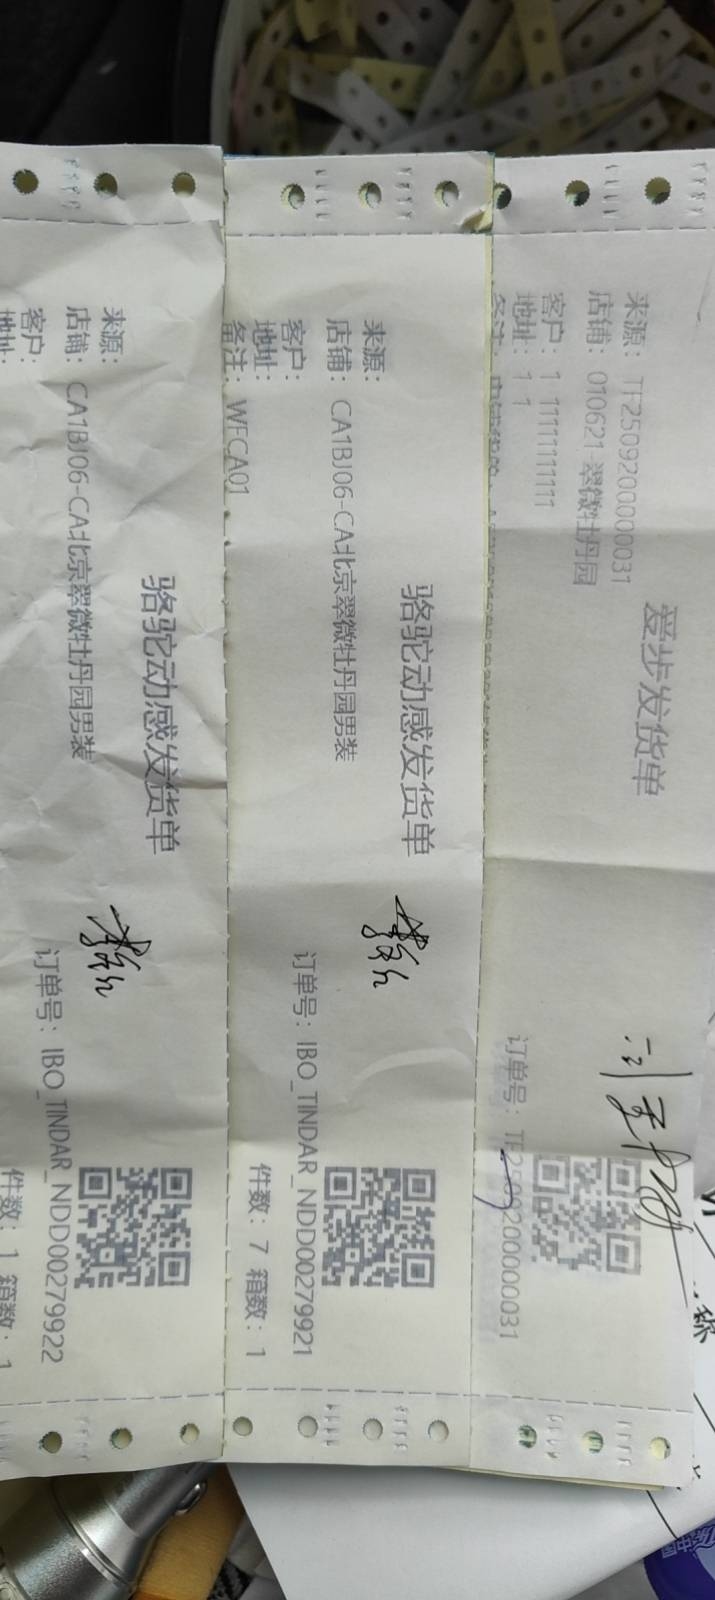 爱步发货单
来源：TF2509200000031
店铺：010621-翠微牡丹园
客户：1 11111111111
地址：1 1
备注：
订单号：TF2509200000031
骆驼动感发货单
来源：
店铺：CA1BJ06-CA北京翠微牡丹园男装
客户：
地址：
备注：WFCA01
订单号：IBO_TINDAR_NDD00279921
件数：7 箱数：1
骆驼动感发货单
来源：
店铺：CA1BJ06-CA北京翠微牡丹园男装
客户：
地址：
订单号：IBO_TINDAR_NDD00279922
件数：1 箱数：1